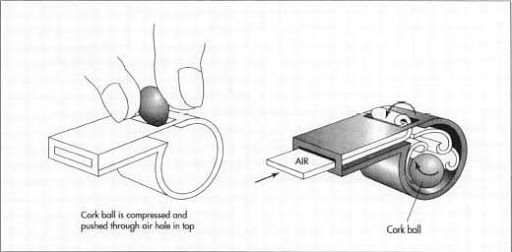 Cork ball is compressed and
pushed through air hole in top
AIR
Cork ball